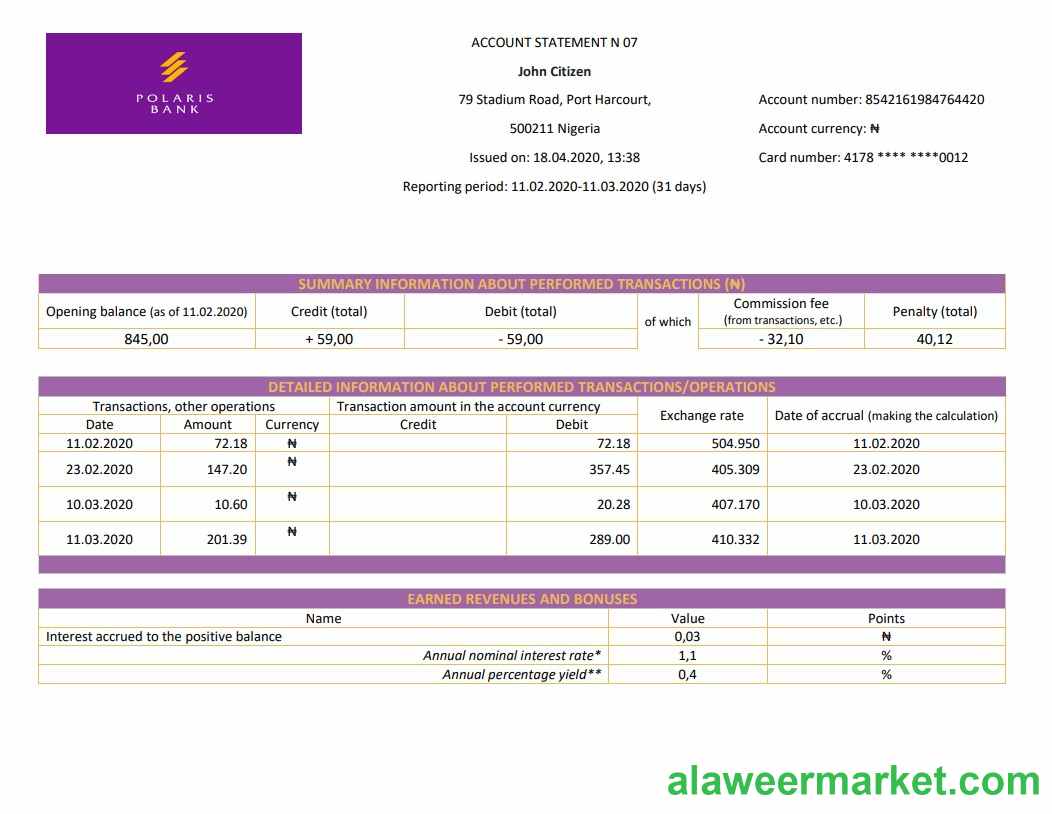 POLARIS
BANK
ACCOUNT STATEMENT N 07
John Citizen
79 Stadium Road, Port Harcourt,
500211 Nigeria
Issued on: 18.04.2020, 13:38
Reporting period: 11.02.2020-11.03.2020 (31 days)
Account number: 8542161984764420
Account currency: ₦
Card number: 4178 **** ****0012
SUMMARY INFORMATION ABOUT PERFORMED TRANSACTIONS (₦)
Opening balance (as of 11.02.2020) Credit (total) Debit (total) of which Commission fee (from transactions, etc.) Penalty (total)
845,00 + 59,00 - 59,00 - 32,10 40,12
DETAILED INFORMATION ABOUT PERFORMED TRANSACTIONS/OPERATIONS
Transactions, other operations Transaction amount in the account currency Exchange rate Date of accrual (making the calculation)
Date Amount Currency Credit Debit
11.02.2020 72.18 ₦ 72.18 504.950 11.02.2020
23.02.2020 147.20 ₦ 357.45 405.309 23.02.2020
10.03.2020 10.60 ₦ 20.28 407.170 10.03.2020
11.03.2020 201.39 ₦ 289.00 410.332 11.03.2020
EARNED REVENUES AND BONUSES
Name Value Points
Interest accrued to the positive balance 0,03 ₦
Annual nominal interest rate* 1,1 %
Annual percentage yield** 0,4 %
alaweermarket.com